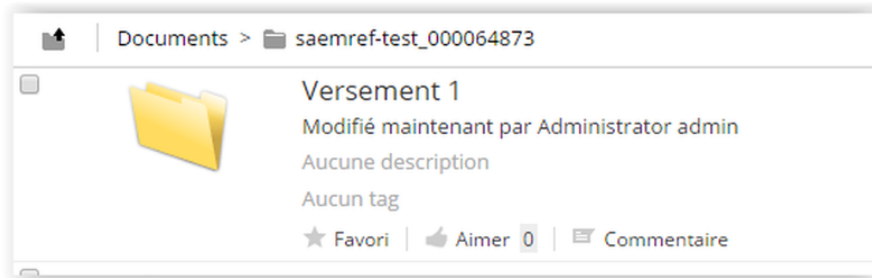 Documents > saemref-test_000064873
Versement 1
Modifié maintenant par Administrator admin
Aucune description
Aucun tag
Favori Aimer 0 Commentaire